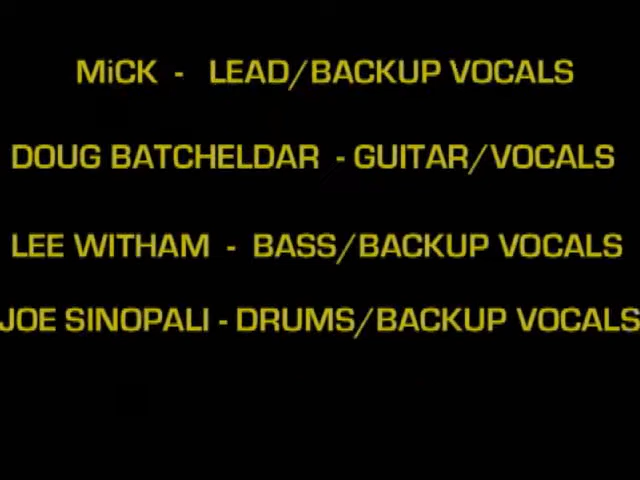 MiCK - LEAD/BACKUP VOCALS
DOUG BATCHELDAR - GUITAR/VOCALS
LEE WITHAM - BASS/BACKUP VOCALS
JOE SINOPALI - DRUMS/BACKUP VOCALS